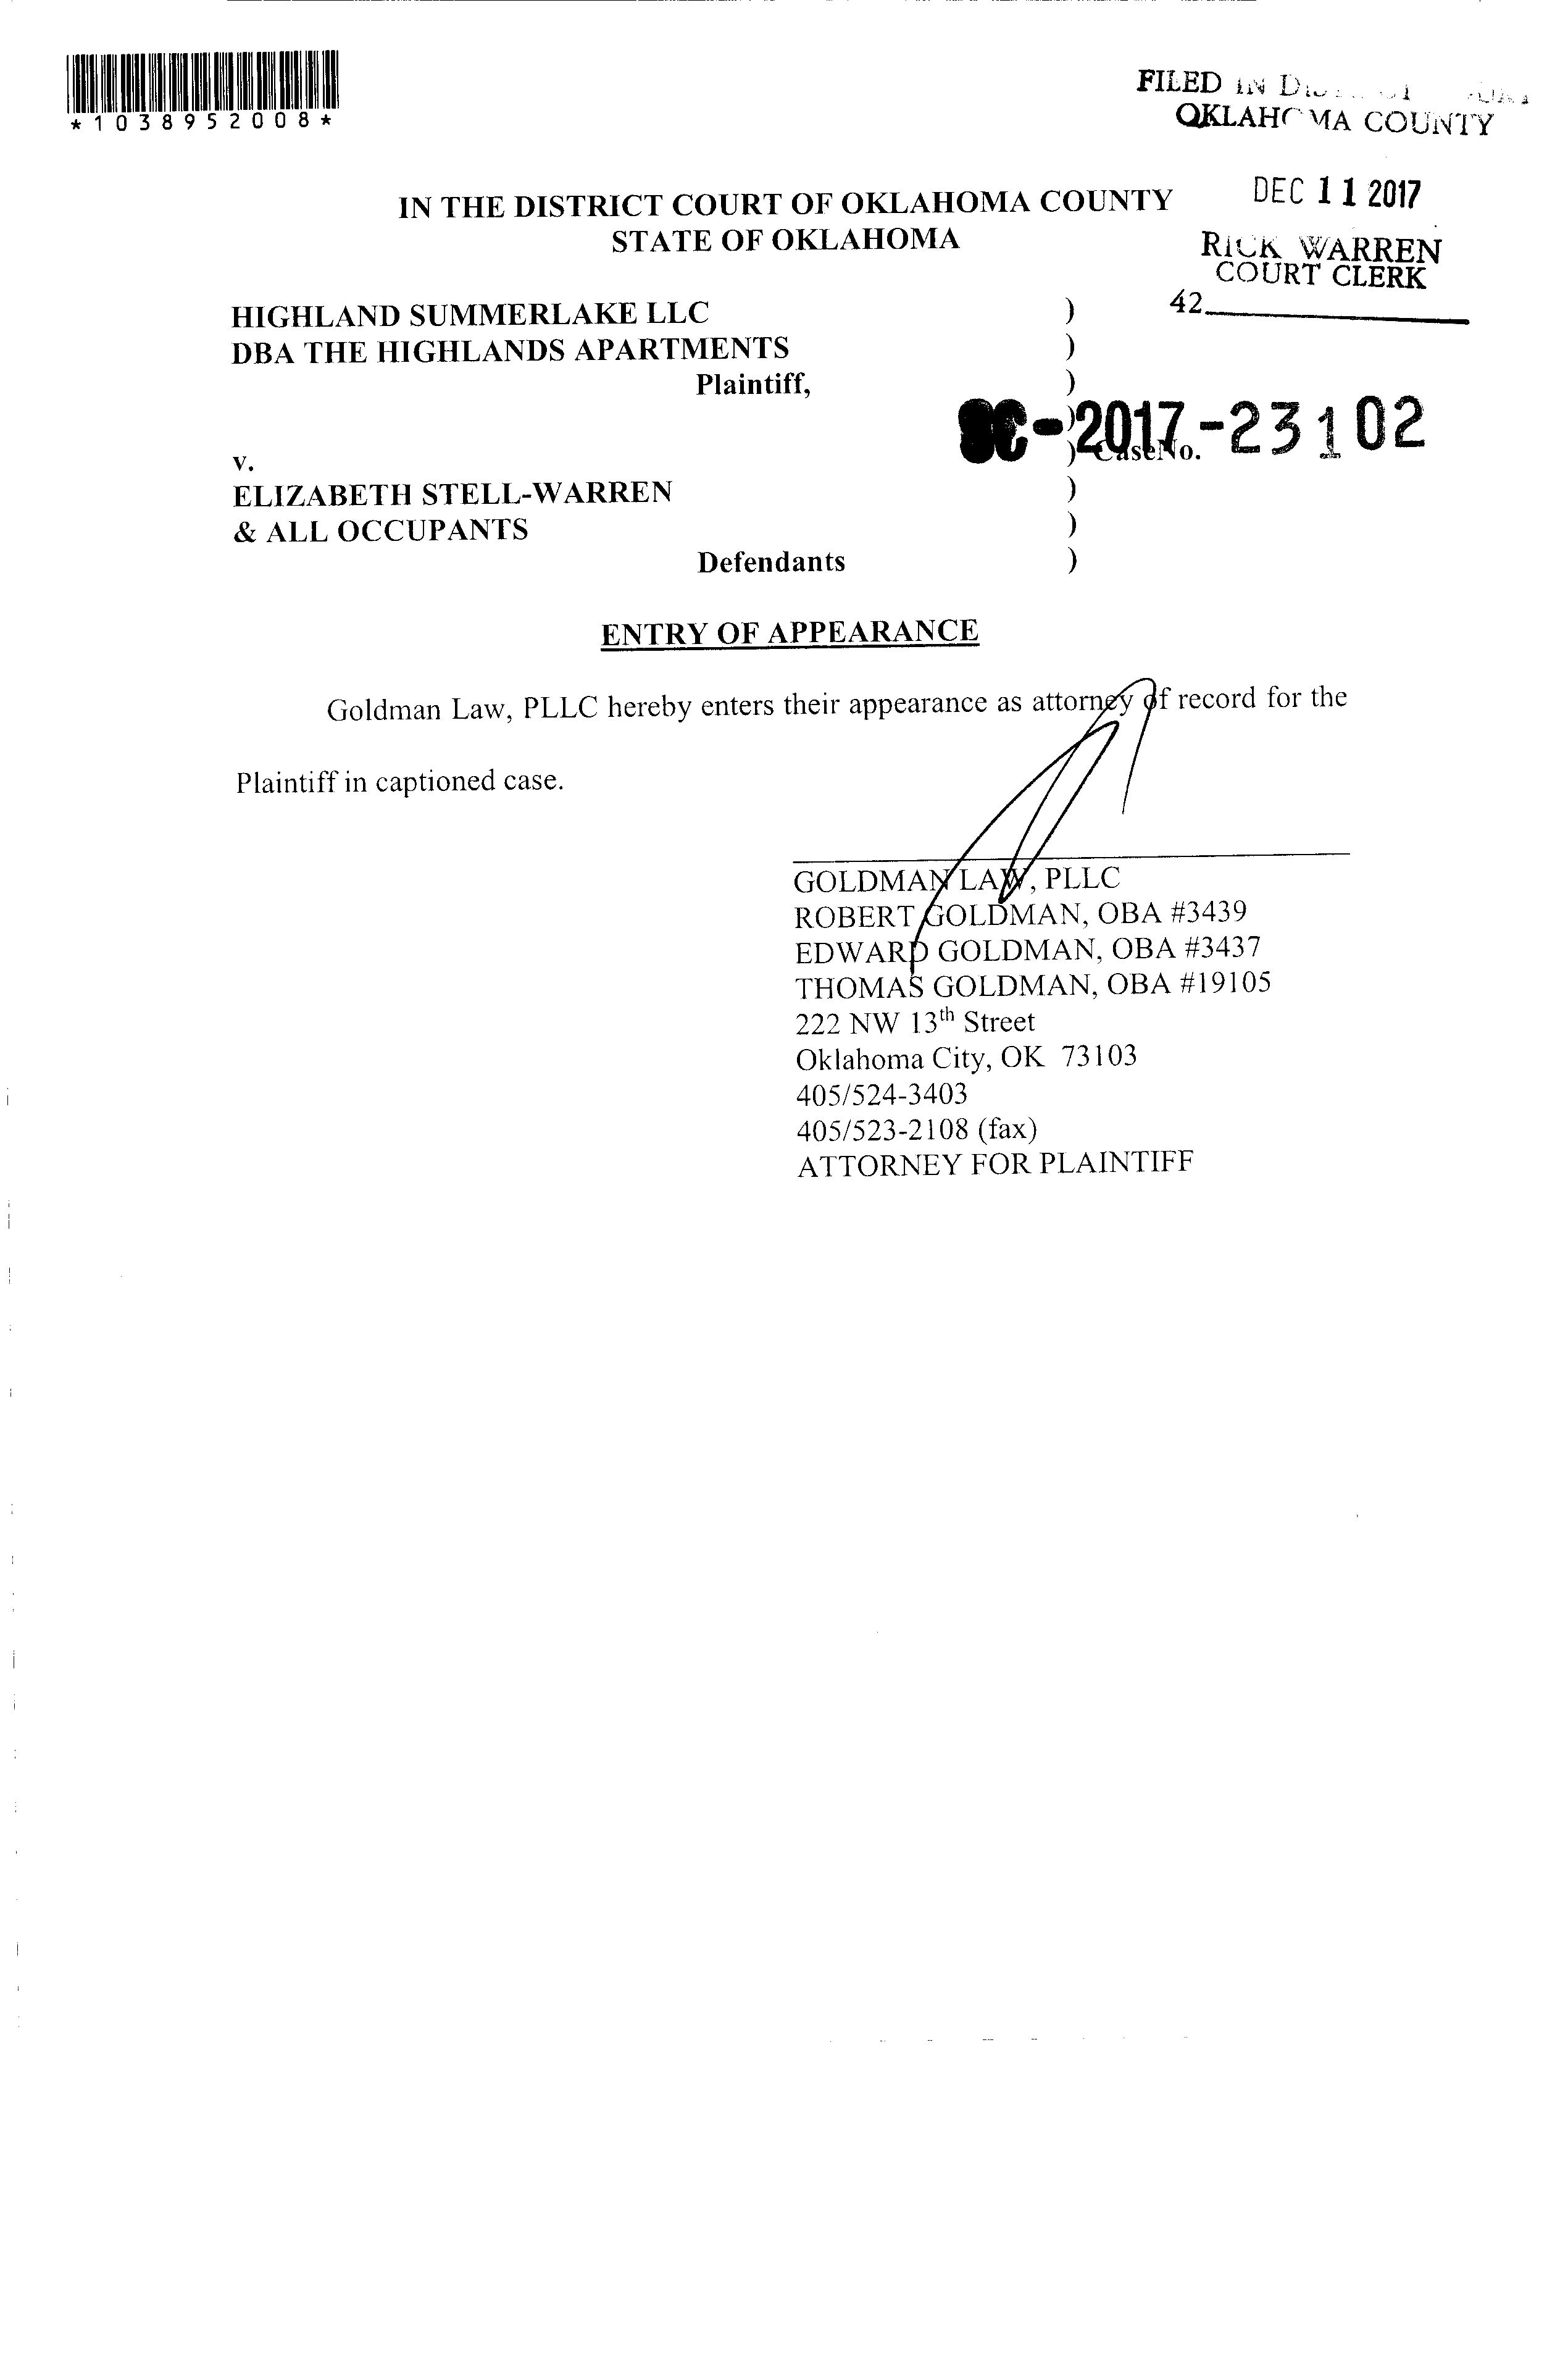 *1038952008*
FILED IN
OKLAHOMA COUNTY
DEC 11 2017
RICK WARREN
COURT CLERK
42
IN THE DISTRICT COURT OF OKLAHOMA COUNTY
STATE OF OKLAHOMA
HIGHLAND SUMMERLAKE LLC )
DBA THE HIGHLANDS APARTMENTS )
Plaintiff, )
)
SC-2017-23102
v. ) Case No.
ELIZABETH STELL-WARREN )
& ALL OCCUPANTS )
Defendants )
ENTRY OF APPEARANCE
Goldman Law, PLLC hereby enters their appearance as attorney of record for the
Plaintiff in captioned case.
GOLDMAN LAW, PLLC
ROBERT GOLDMAN, OBA #3439
EDWARD GOLDMAN, OBA #3437
THOMAS GOLDMAN, OBA #19105
222 NW 13th Street
Oklahoma City, OK 73103
405/524-3403
405/523-2108 (fax)
ATTORNEY FOR PLAINTIFF